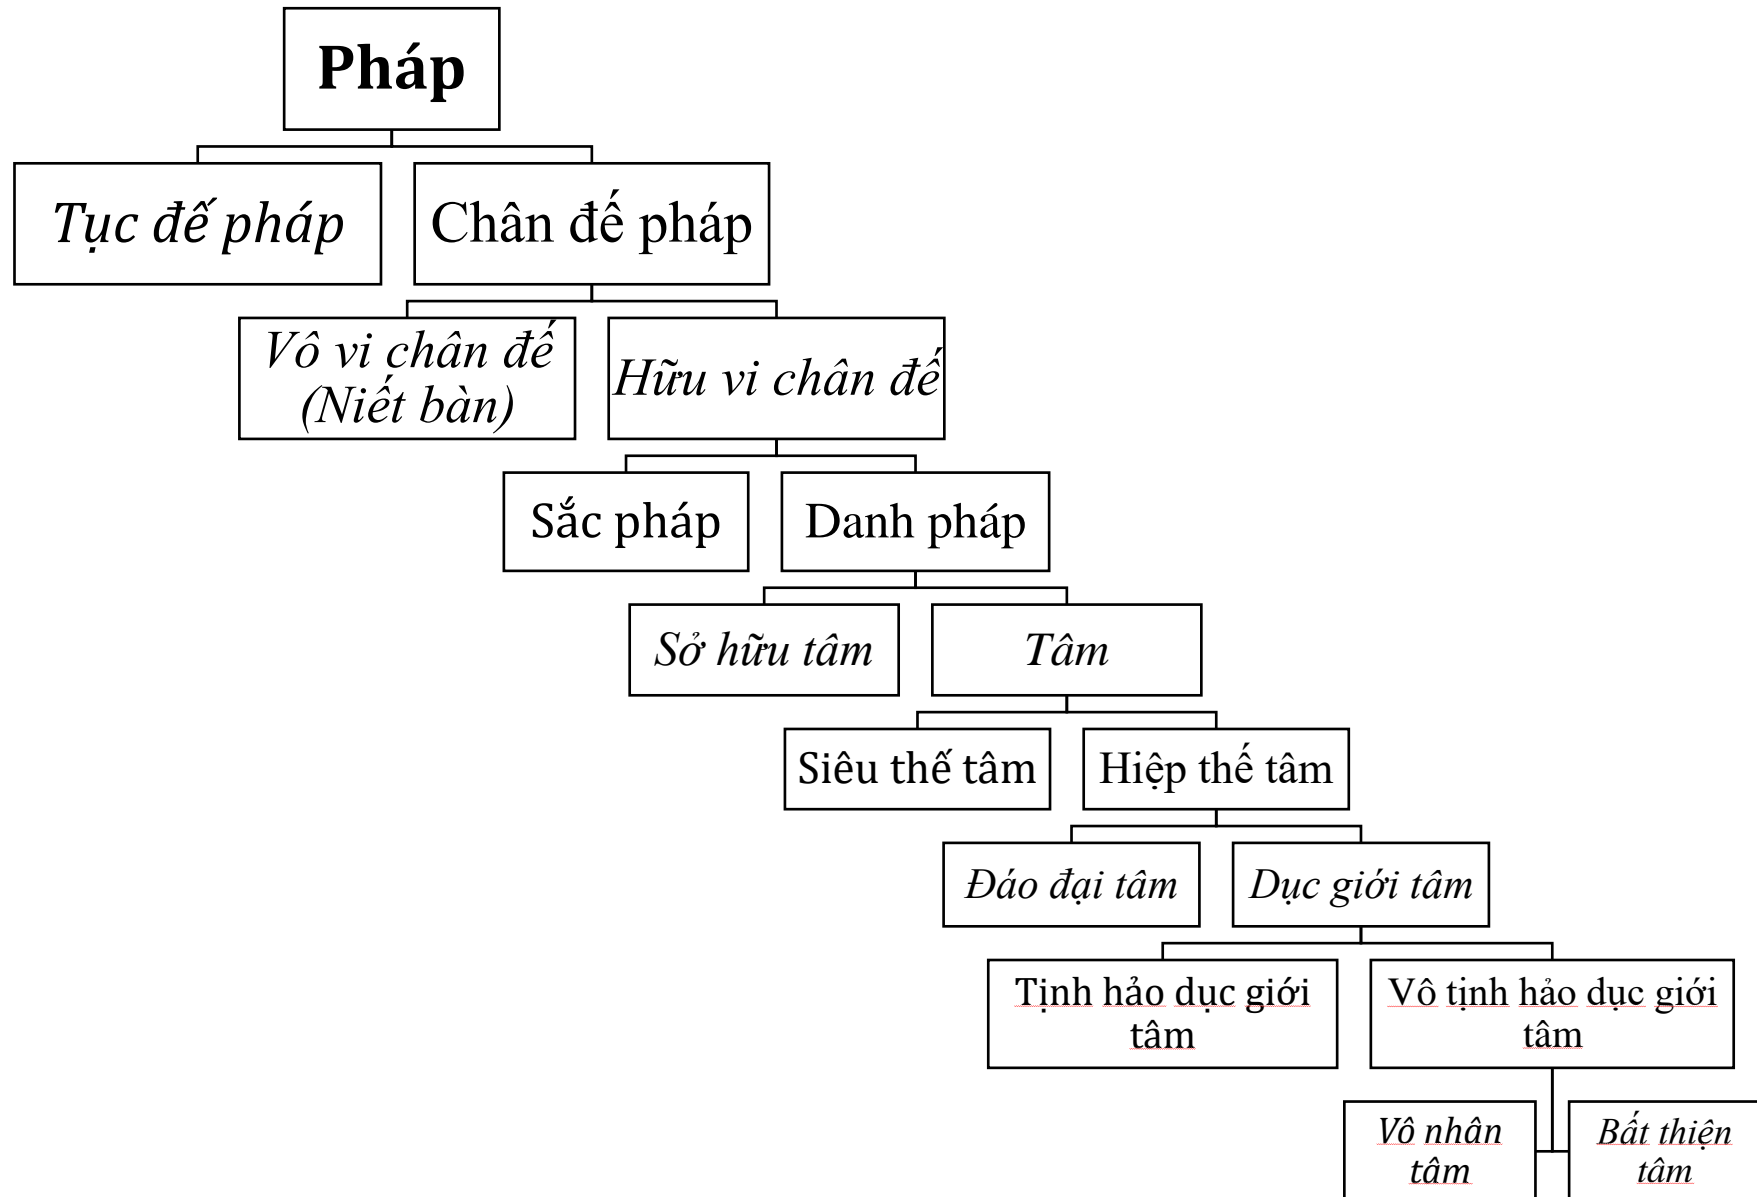 Pháp
Tục đế pháp
Chân đế pháp
Vô vi chân đế
(Niết bàn)
Hữu vi chân đế
Sắc pháp
Danh pháp
Sở hữu tâm
Tâm
Siêu thế tâm
Hiệp thế tâm
Đáo đại tâm
Dục giới tâm
Tịnh hảo dục giới
tâm
Vô tịnh hảo dục giới
tâm
Vô nhân
tâm
Bất thiện
tâm